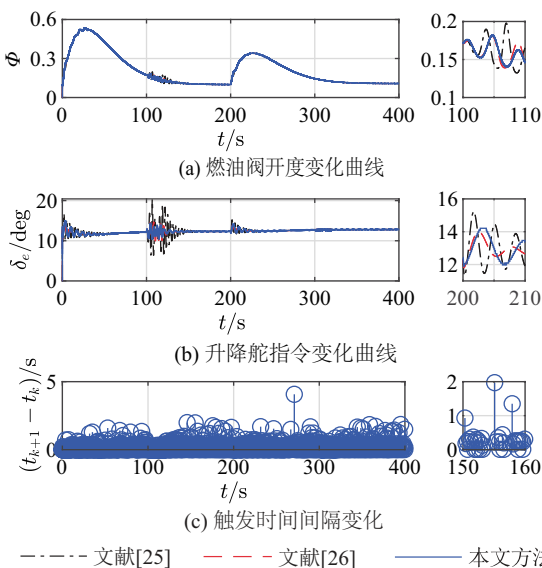 0.6
0.3
0
Φ
0 100 200 300 400
t/s
0.2
0.15
0.1
100 110
(a) 燃油阀开度变化曲线
20
10
0
δe/deg
0 100 200 300 400
t/s
16
14
12
200 210
(b) 升降舵指令变化曲线
5
0
(tk+1 − tk)/s
0 100 200 300 400
t/s
2
1
0
150 160
(c) 触发时间间隔变化
文献[25] 文献[26] 本文方法